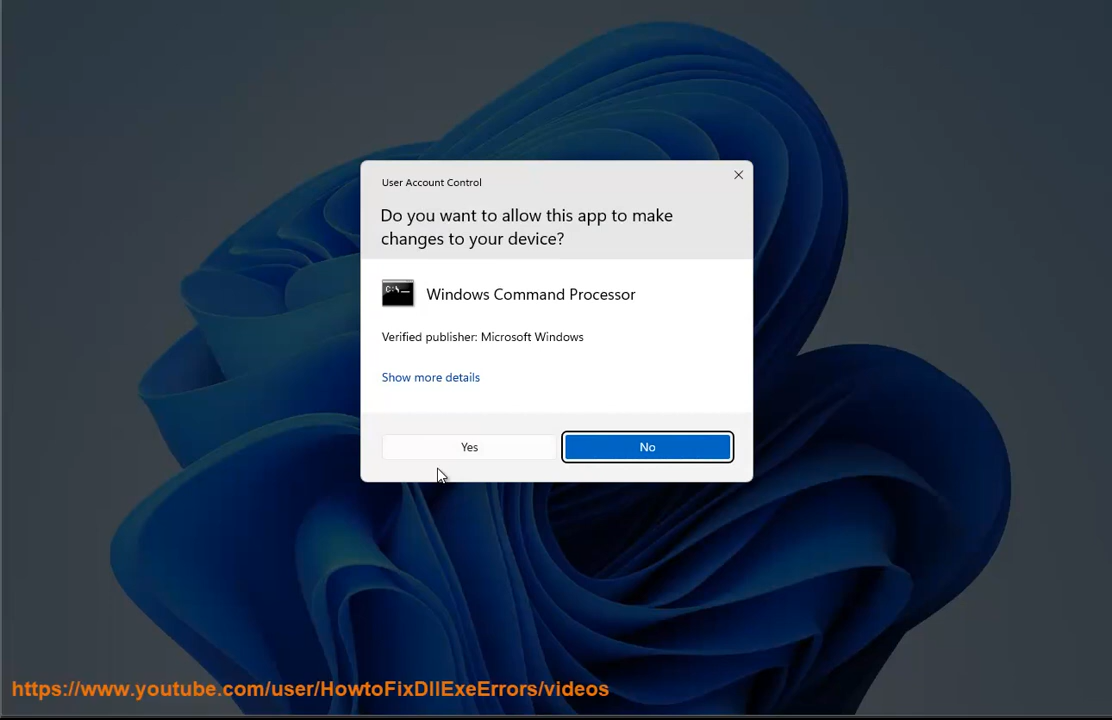 User Account Control
Do you want to allow this app to make
changes to your device?
C:\_
Windows Command Processor
Verified publisher: Microsoft Windows
Show more details
Yes
No
https://www.youtube.com/user/HowtoFixDllExeErrors/videos